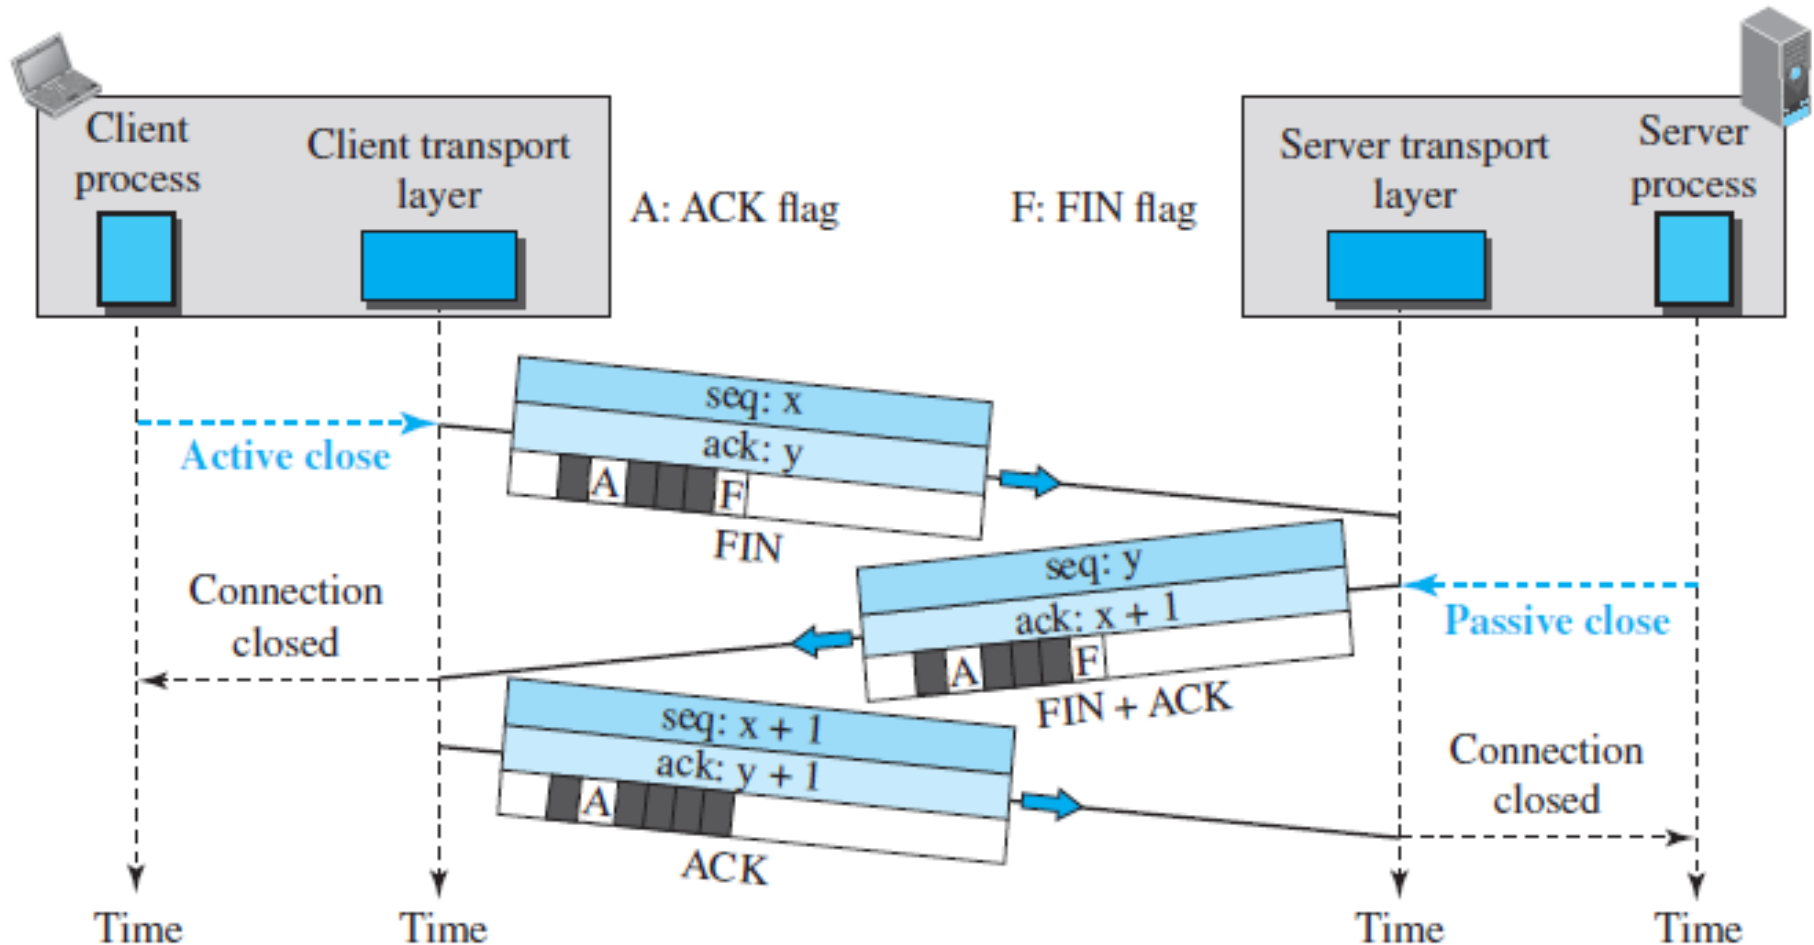 Client
process
Client transport
layer
A: ACK flag
F: FIN flag
Server transport
layer
Server
process
seq: x
ack: y
A
F
FIN
Active close
seq: y
ack: x + 1
A
F
FIN + ACK
Passive close
Connection
closed
seq: x + 1
ack: y + 1
A
ACK
Connection
closed
Time
Time
Time
Time